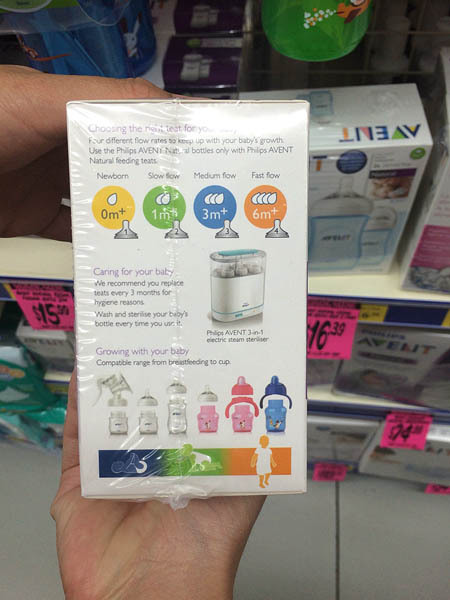 Choosing the right teat for your baby
Four different flow rates to keep up with your baby's growth.
Use the Philips AVENT Natural bottles only with Philips AVENT
Natural feeding teats.
Newborn Slow flow Medium flow Fast flow
0m+ 1m+ 3m+ 6m+
Caring for your baby
We recommend you replace
teats every 3 months for
hygiene reasons.
Wash and sterilise your baby's
bottle every time you use it.
Philips AVENT 3-in-1
electric steam steriliser
Growing with your baby
Compatible range from breastfeeding to cup.
AVENT
Natural
AVENT
$15.99
$16.39
PHILIPS
AVENT